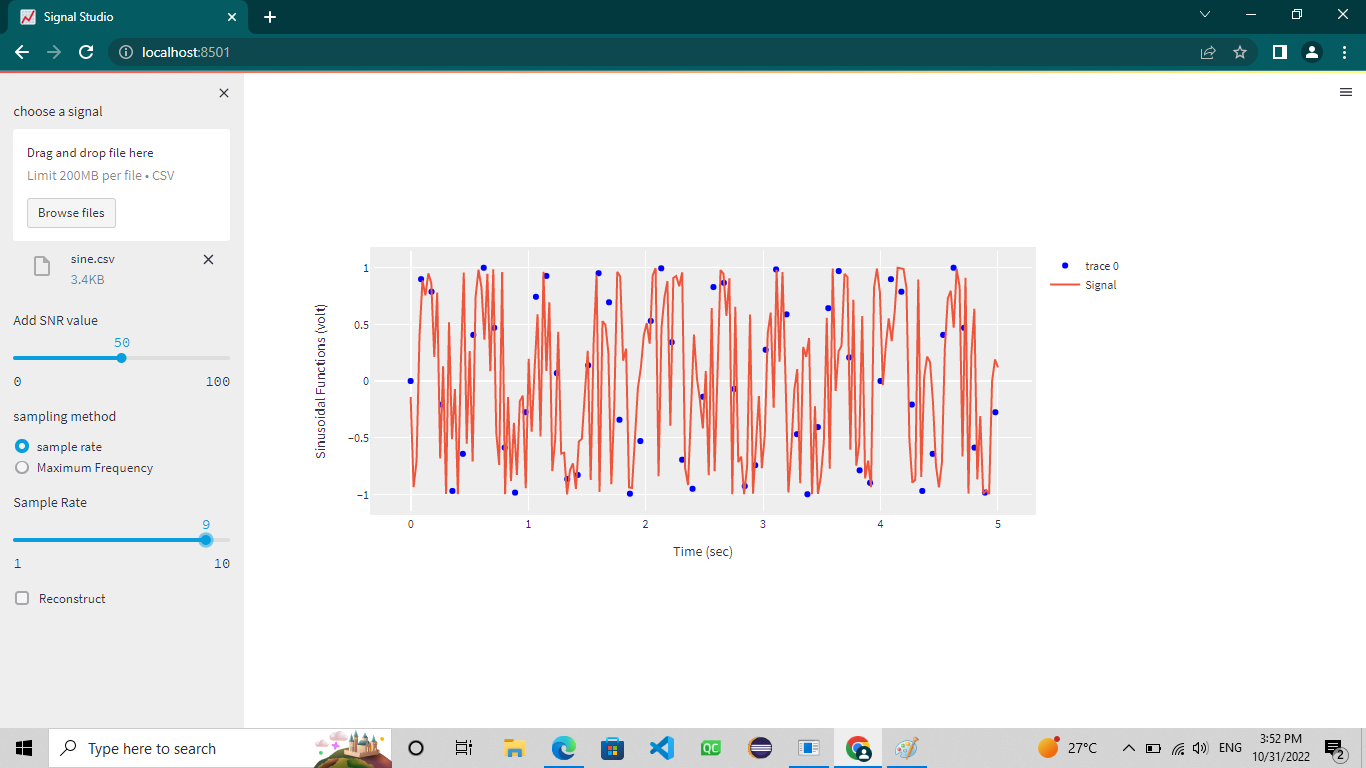 Signal Studio
localhost:8501
choose a signal
Drag and drop file here
Limit 200MB per file • CSV
Browse files
sine.csv
3.4KB
Add SNR value
50
0 100
sampling method
sample rate
Maximum Frequency
Sample Rate
9
1 10
Reconstruct
Sinusoidal Functions (volt)
1
0.5
0
−0.5
−1
0 1 2 3 4 5
Time (sec)
trace 0
Signal
Type here to search
QC
27°C
ENG
3:52 PM
10/31/2022
2